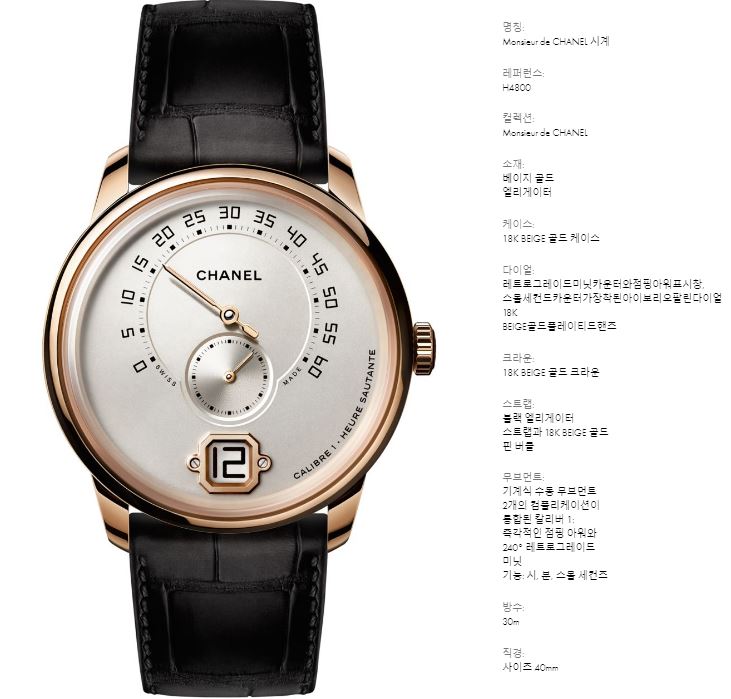 0
5
10
15
20
25
30
35
40
45
50
55
60
CHANEL
SWISS
MADE
CALIBRE 1 · HEURE SAUTANTE
12
명칭:
Monsieur de CHANEL 시계
레퍼런스:
H4800
컬렉션:
Monsieur de CHANEL
소재:
베이지 골드
엘리게이터
케이스:
18K BEIGE 골드 케이스
다이얼:
레트로그레이드미닛카운터와점핑아워표시창,
스몰세컨드카운터가장착된아이보리오팔린다이얼
18K
BEIGE골드플레이티드핸즈
크라운:
18K BEIGE 골드 크라운
스트랩:
블랙 엘리게이터
스트랩과 18K BEIGE 골드
핀 버클
무브먼트:
기계식 수동 무브먼트
2개의 컴플리케이션이
통합된 칼리버 1:
즉각적인 점핑 아워와
240° 레트로그레이드
미닛
기능: 시, 분, 스몰 세컨즈
방수:
30m
직경:
사이즈 40mm